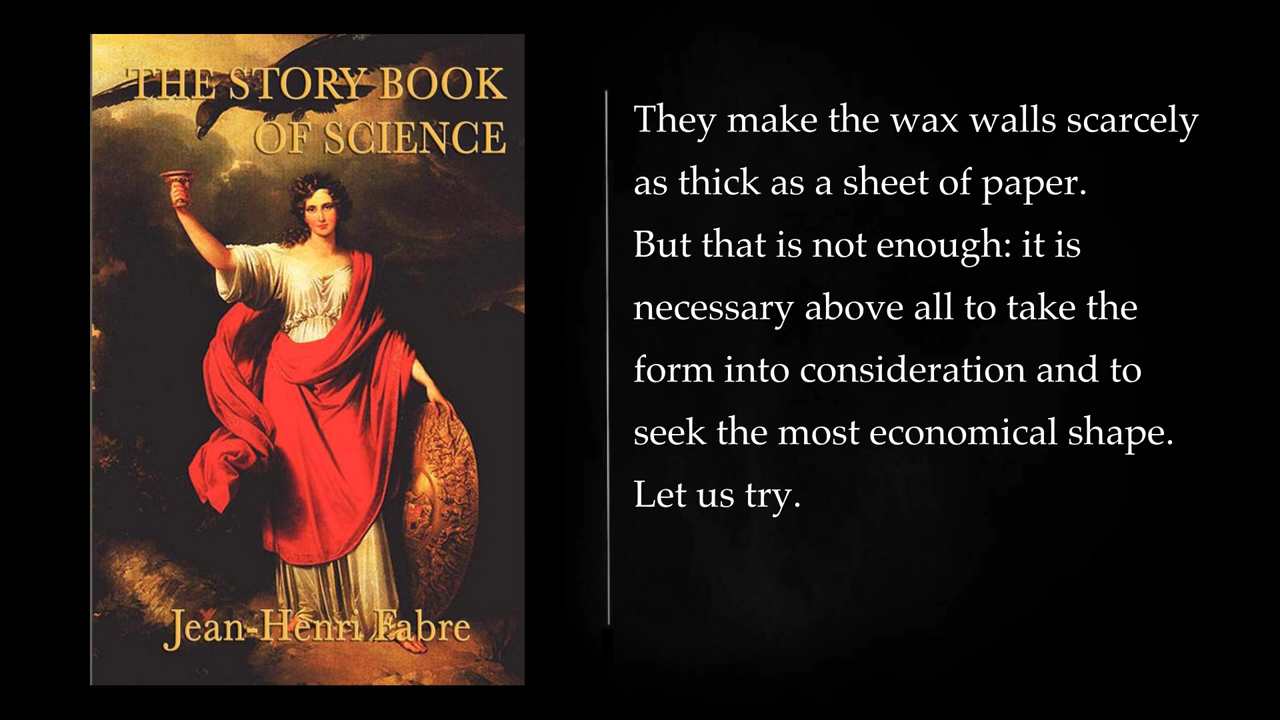 THE STORY BOOK
OF SCIENCE
Jean-Henri Fabre
They make the wax walls scarcely
as thick as a sheet of paper.
But that is not enough: it is
necessary above all to take the
form into consideration and to
seek the most economical shape.
Let us try.